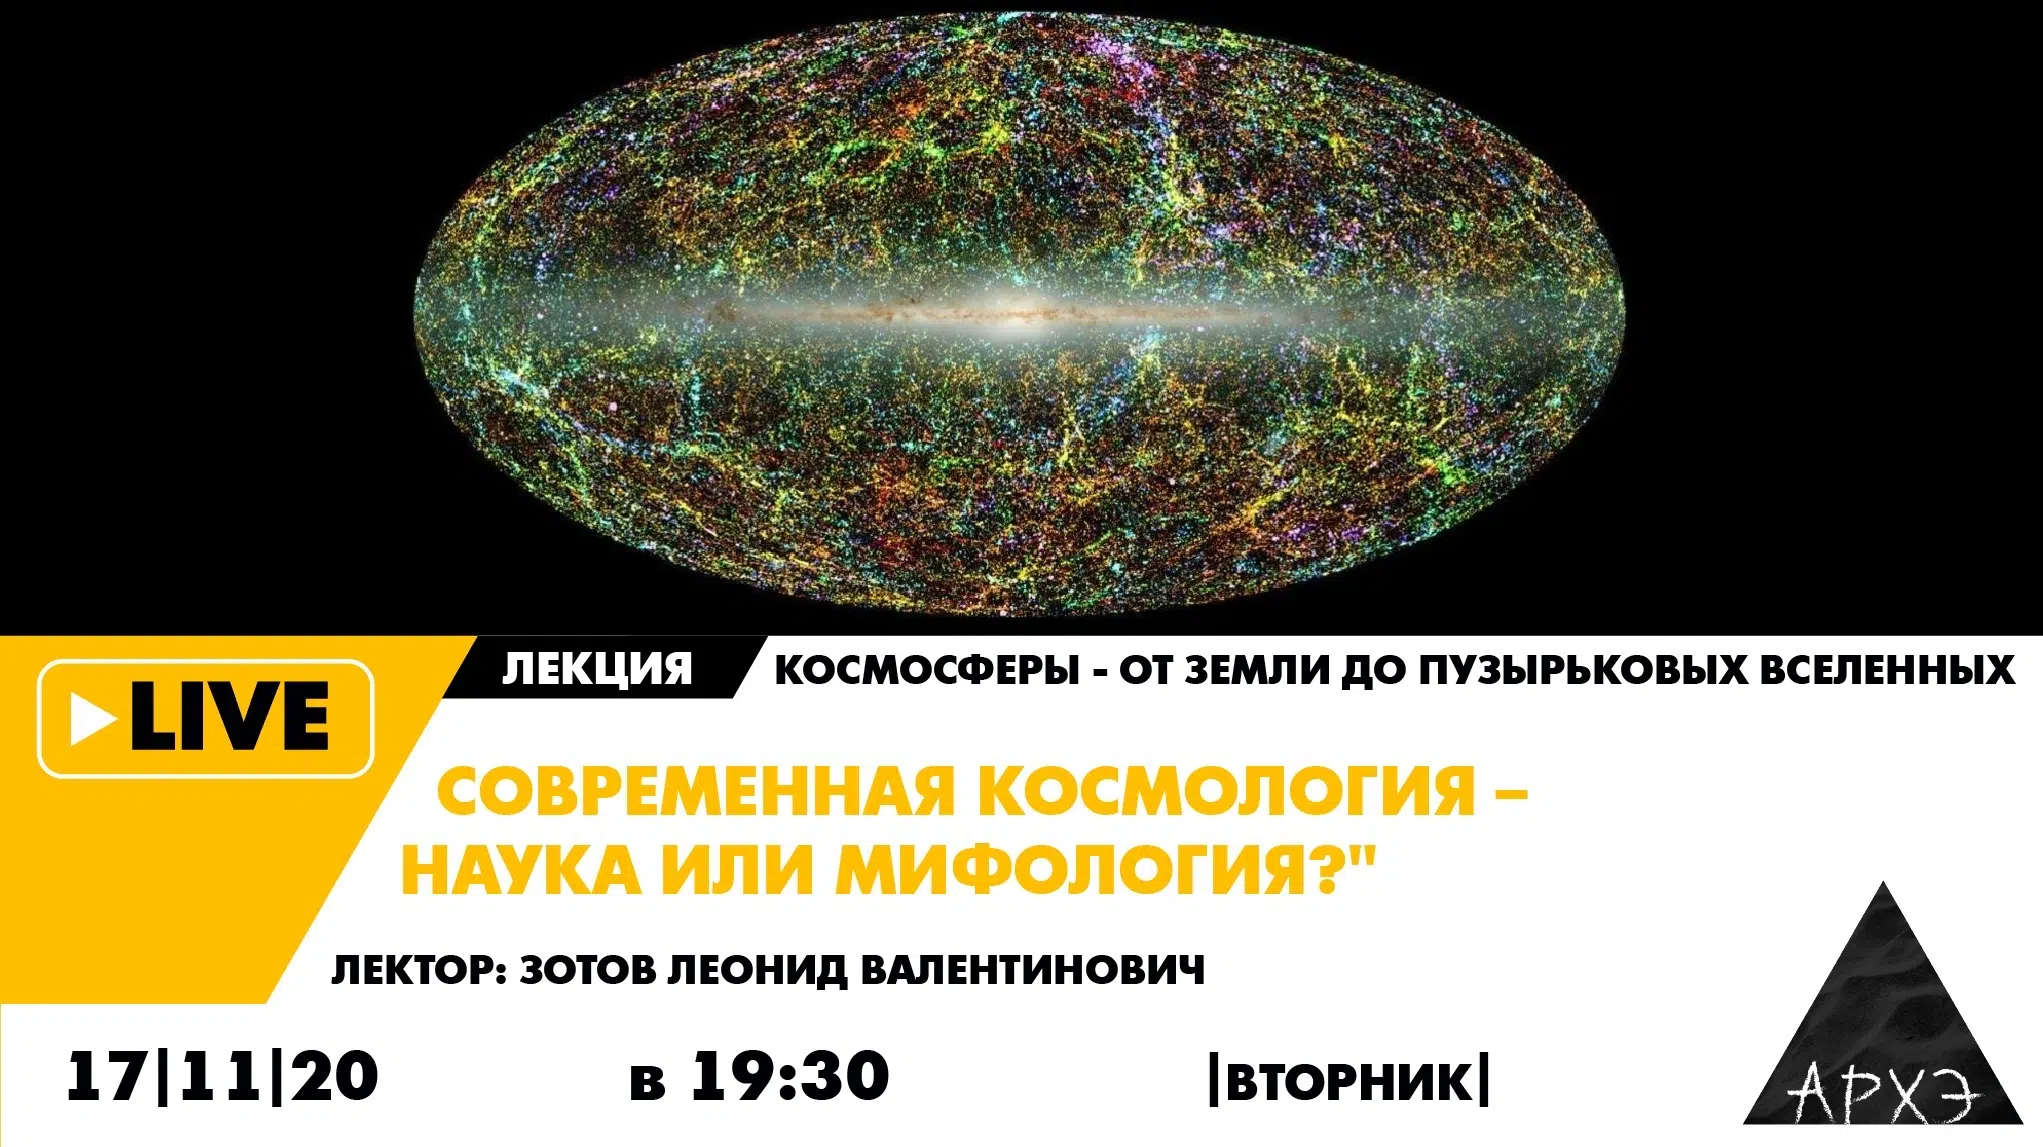 LIVE
ЛЕКЦИЯ
КОСМОСФЕРЫ - ОТ ЗЕМЛИ ДО ПУЗЫРЬКОВЫХ ВСЕЛЕННЫХ
СОВРЕМЕННАЯ КОСМОЛОГИЯ –
НАУКА ИЛИ МИФОЛОГИЯ?"
ЛЕКТОР: ЗОТОВ ЛЕОНИД ВАЛЕНТИНОВИЧ
17|11|20
в 19:30
|ВТОРНИК|
АРХЭ